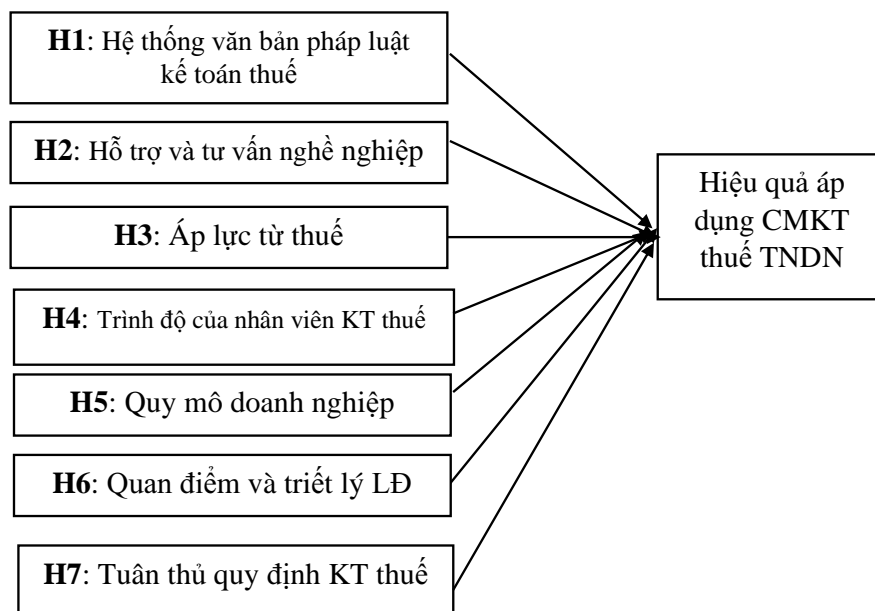 H1: Hệ thống văn bản pháp luật
kế toán thuế
H2: Hỗ trợ và tư vấn nghề nghiệp
H3: Áp lực từ thuế
H4: Trình độ của nhân viên KT thuế
H5: Quy mô doanh nghiệp
H6: Quan điểm và triết lý LĐ
H7: Tuân thủ quy định KT thuế
Hiệu quả áp
dụng CMKT
thuế TNDN